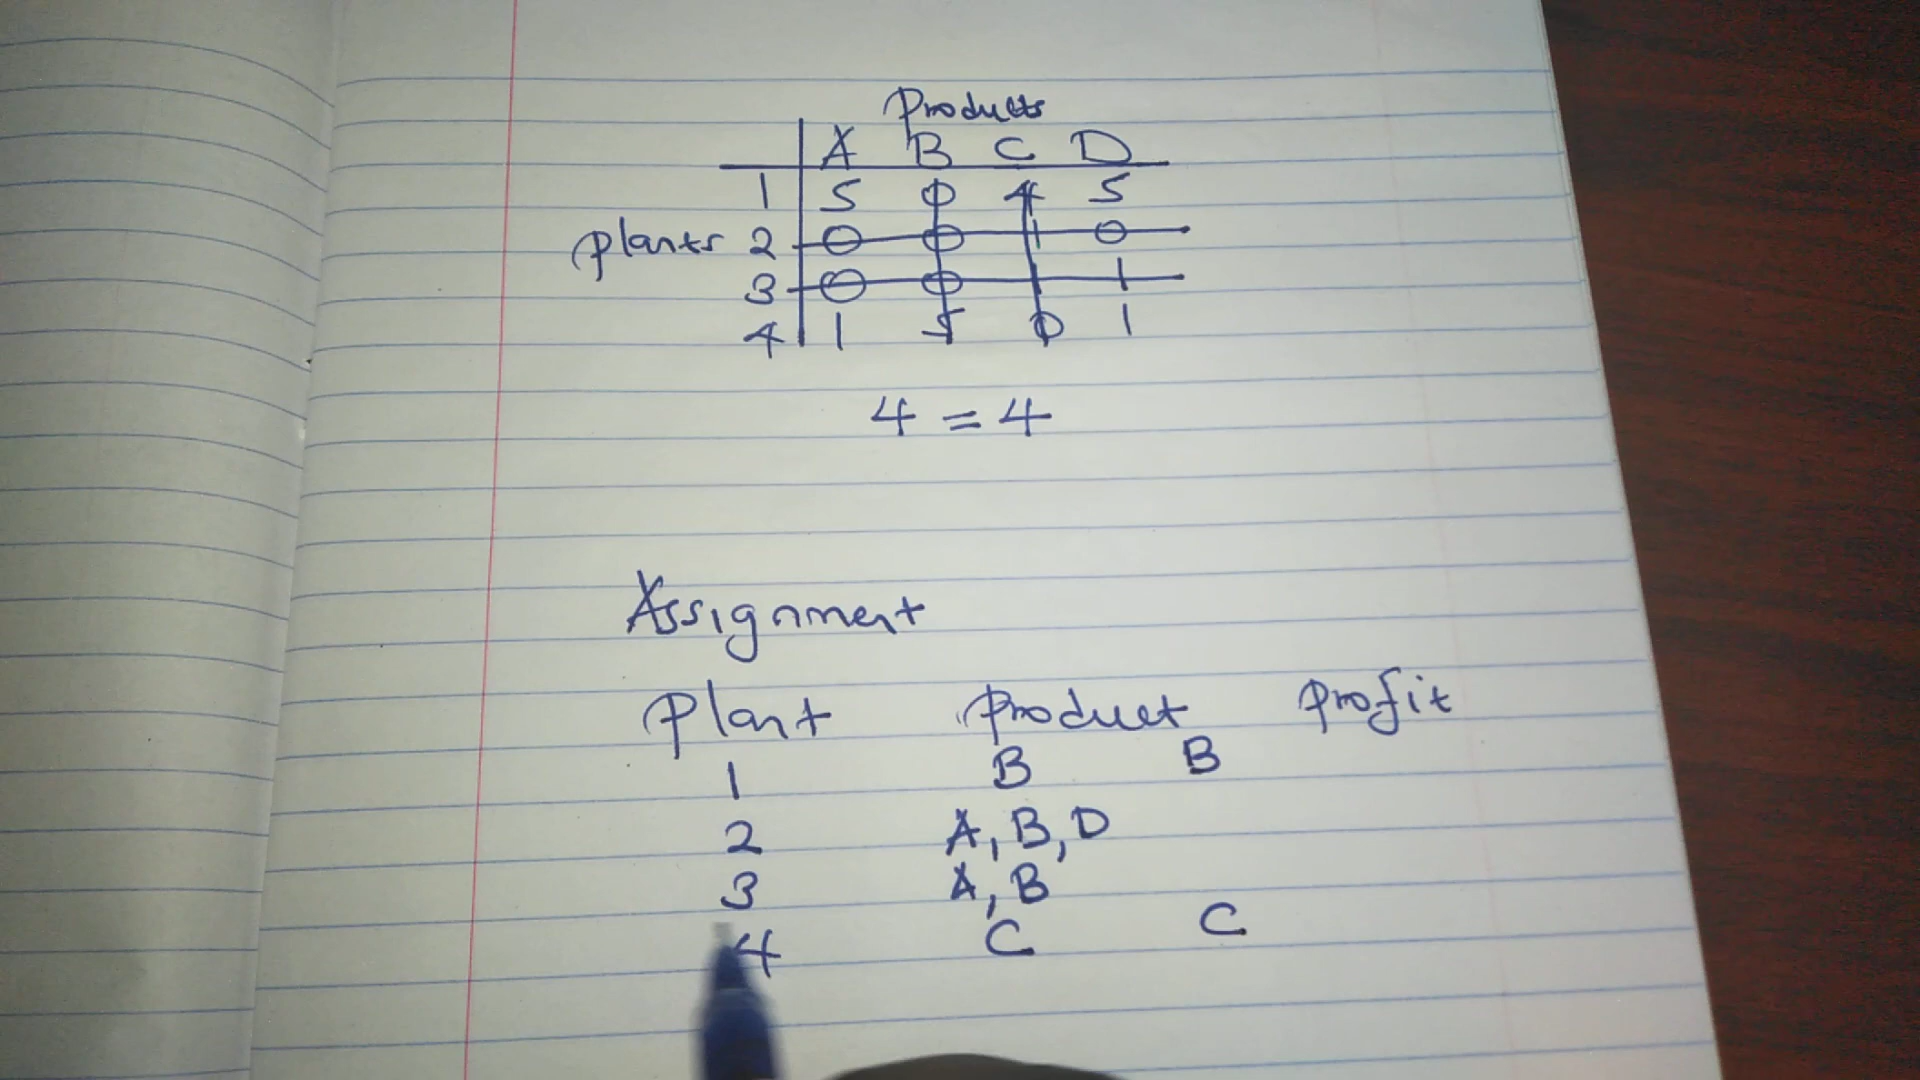 Products
A B C D
1 5 0 4 5
Plants 2 0 0 1 0
3 0 0 1 1
4 1 5 0 1
4 = 4
Assignment
Plant Product Profit
1 B B
2 A, B, D
3 A, B
4 C C